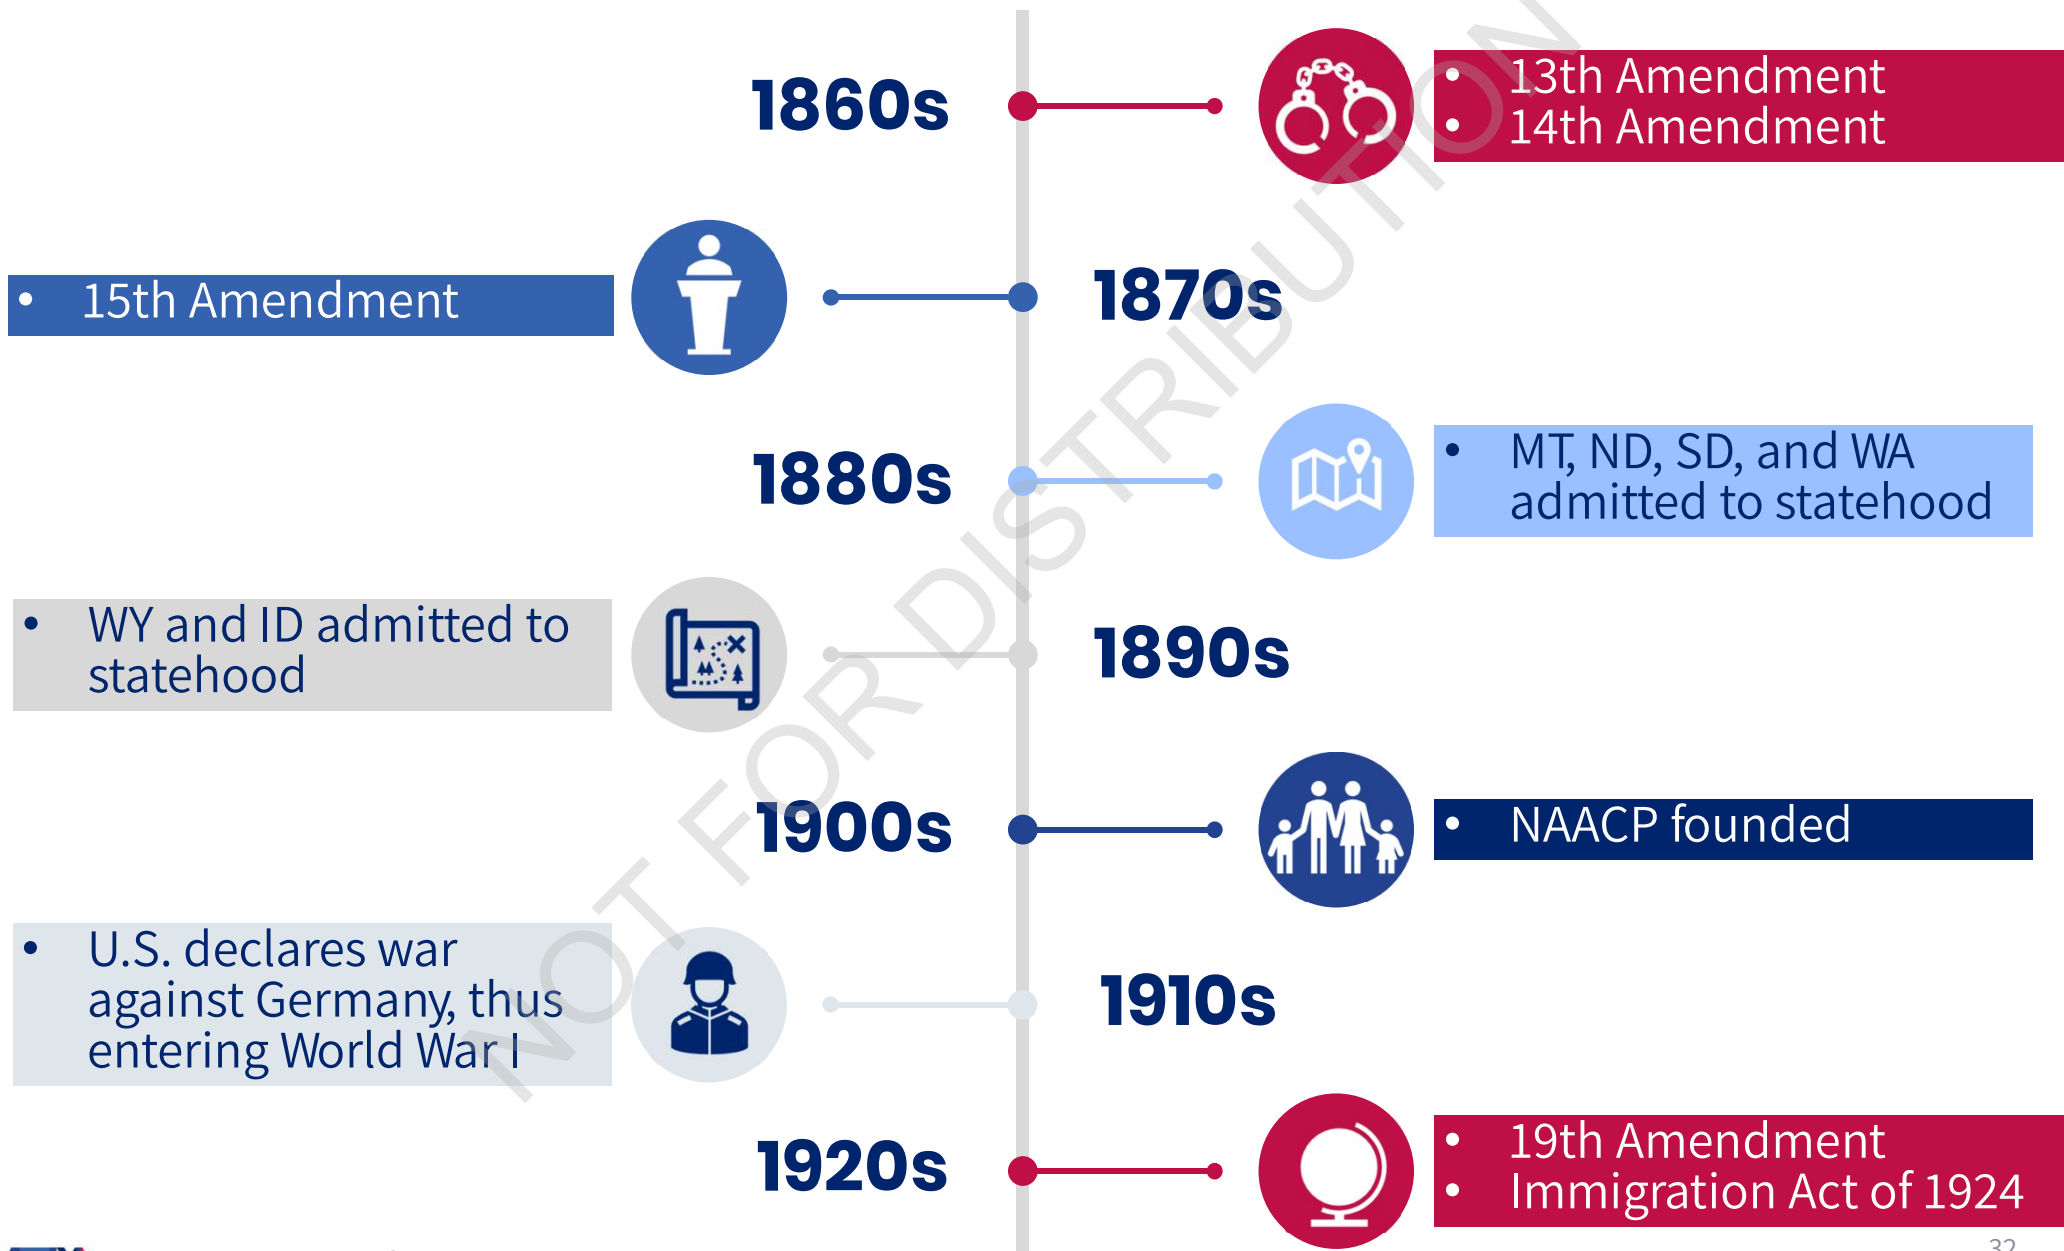 1860s
• 13th Amendment
• 14th Amendment
• 15th Amendment
1870s
1880s
• MT, ND, SD, and WA
admitted to statehood
• WY and ID admitted to
statehood
1890s
1900s
• NAACP founded
• U.S. declares war
against Germany, thus
entering World War I
1910s
1920s
• 19th Amendment
• Immigration Act of 1924
NOT FOR DISTRIBUTION
32